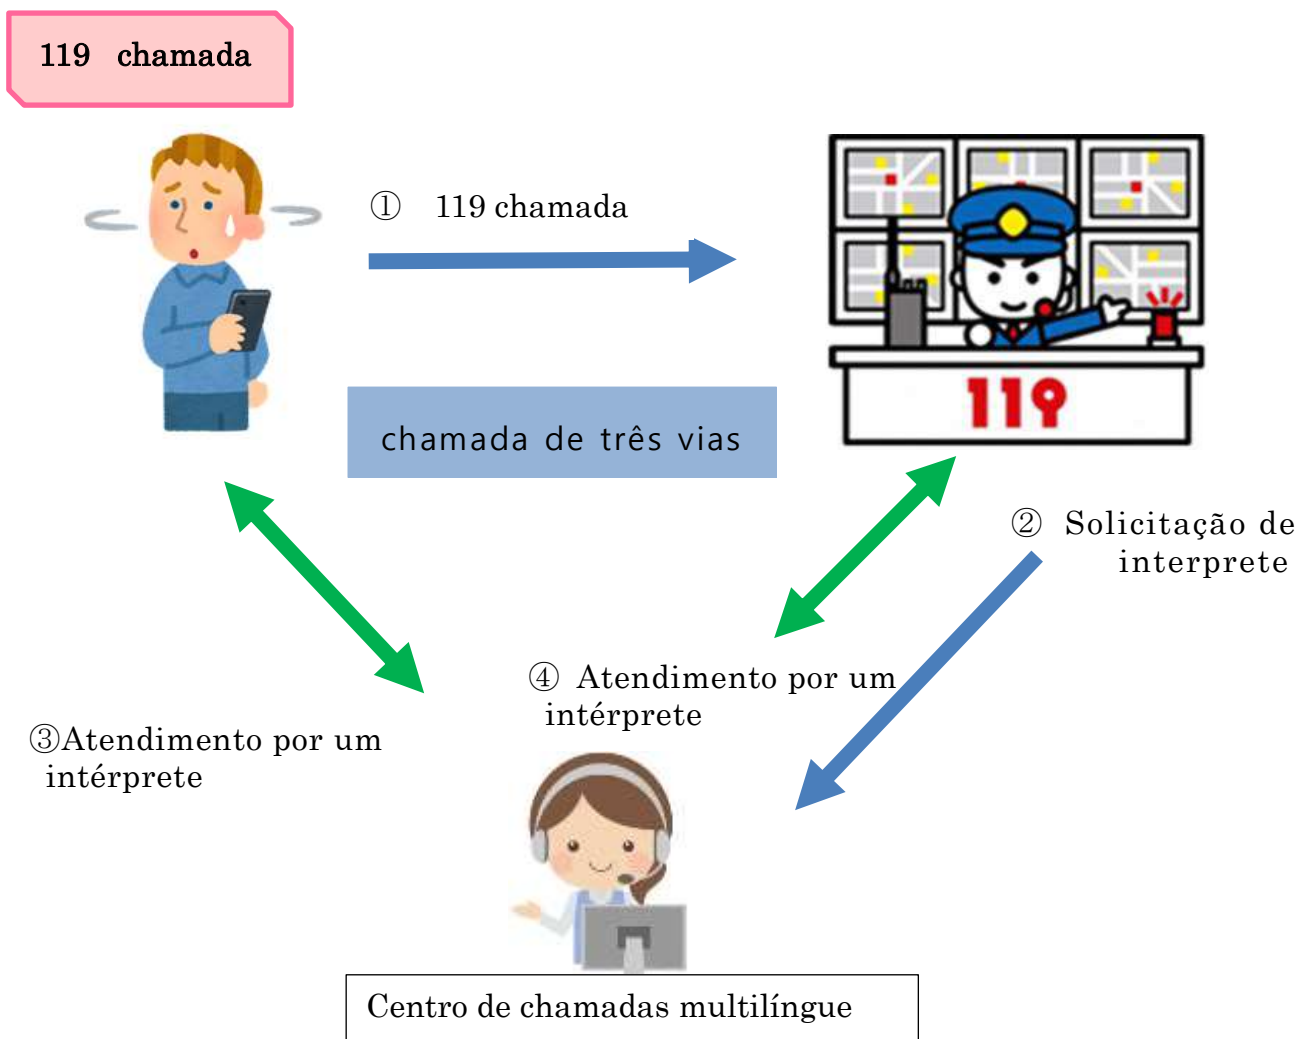 119 chamada
① 119 chamada
119
chamada de três vias
② Solicitação de
interprete
④ Atendimento por um
intérprete
③Atendimento por um
intérprete
Centro de chamadas multilíngue